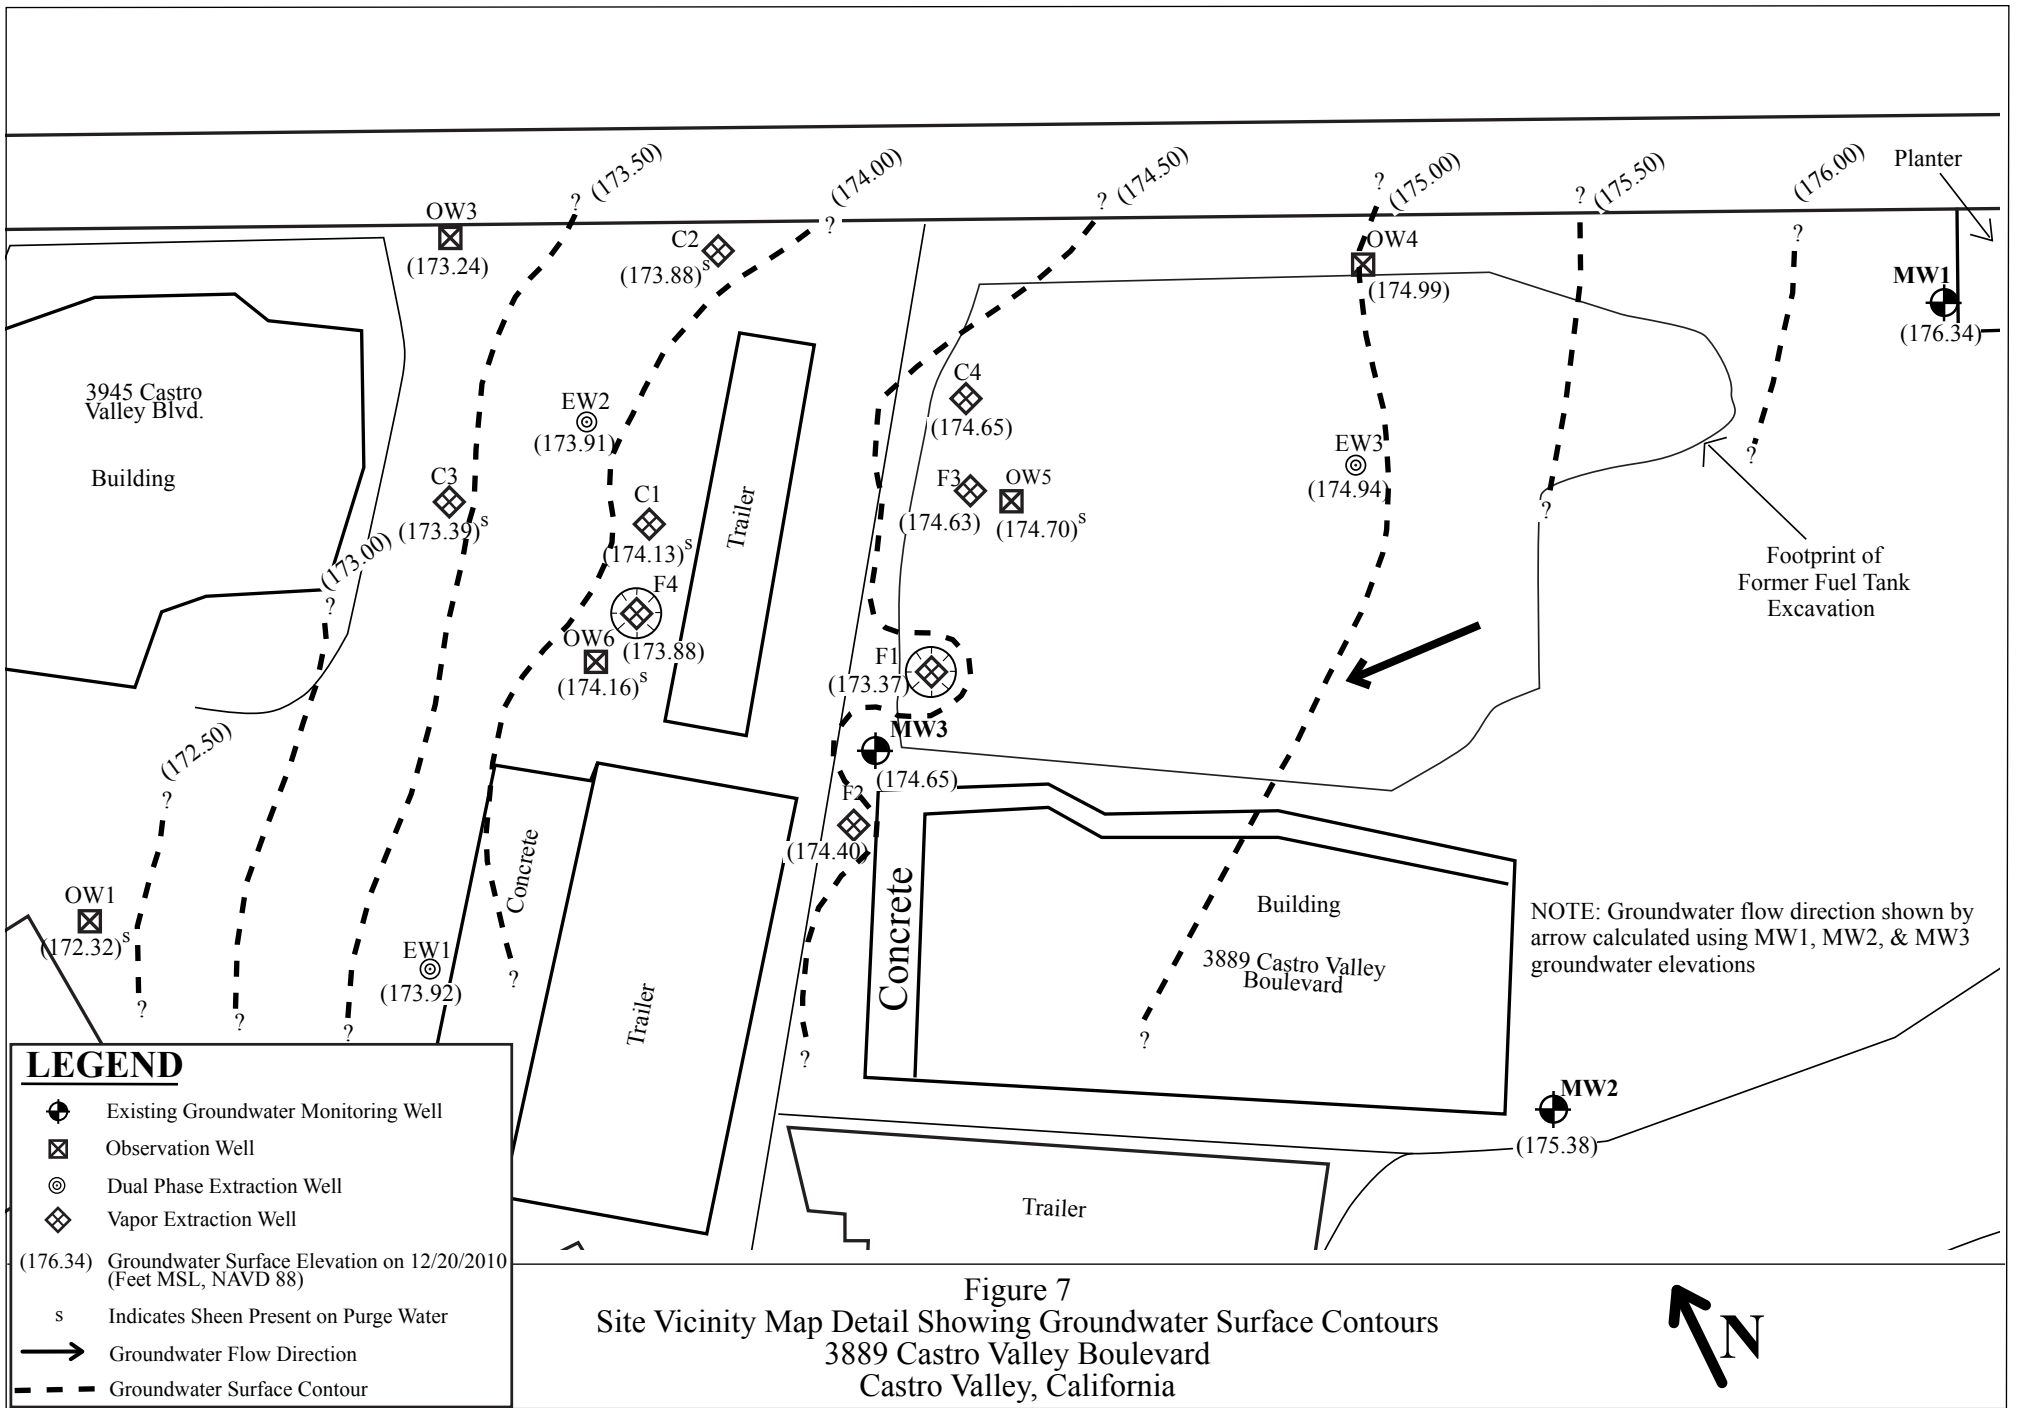 (173.50)
(174.00)
(174.50)
(175.00)
(175.50)
(176.00)
Planter
?
?
?
?
?
?
OW3
(173.24)
C2
(173.88)s
OW4
(174.99)
MW1
(176.34)
3945 Castro
Valley Blvd.
Building
EW2
(173.91)
C4
(174.65)
EW3
(174.94)
?
C3
(173.39)s
C1
(174.13)s
Trailer
F3
(174.63)
OW5
(174.70)s
?
(173.00)
?
F4
(173.88)
OW6
(174.16)s
F1
(173.37)
Footprint of
Former Fuel Tank
Excavation
MW3
(174.65)
(172.50)
?
F2
(174.40)
Concrete
Concrete
Building
3889 Castro Valley
Boulevard
NOTE: Groundwater flow direction shown by
arrow calculated using MW1, MW2, & MW3
groundwater elevations
OW1
(172.32)s
EW1
(173.92)
?
?
?
?
?
?
Trailer
MW2
(175.38)
Trailer
LEGEND
Existing Groundwater Monitoring Well
Observation Well
Dual Phase Extraction Well
Vapor Extraction Well
(176.34) Groundwater Surface Elevation on 12/20/2010
(Feet MSL, NAVD 88)
s Indicates Sheen Present on Purge Water
Groundwater Flow Direction
Groundwater Surface Contour
Figure 7
Site Vicinity Map Detail Showing Groundwater Surface Contours
3889 Castro Valley Boulevard
Castro Valley, California
N